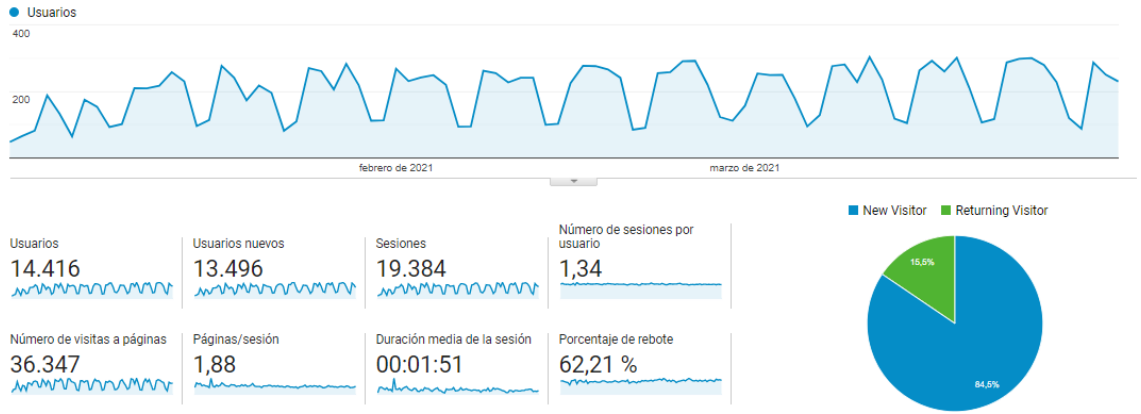 Usuarios
400
200
febrero de 2021
marzo de 2021
New Visitor
Returning Visitor
Usuarios
14.416
Usuarios nuevos
13.496
Sesiones
19.384
Número de sesiones por
usuario
1,34
Número de visitas a páginas
36.347
Páginas/sesión
1,88
Duración media de la sesión
00:01:51
Porcentaje de rebote
62,21 %
15,5%
84,5%